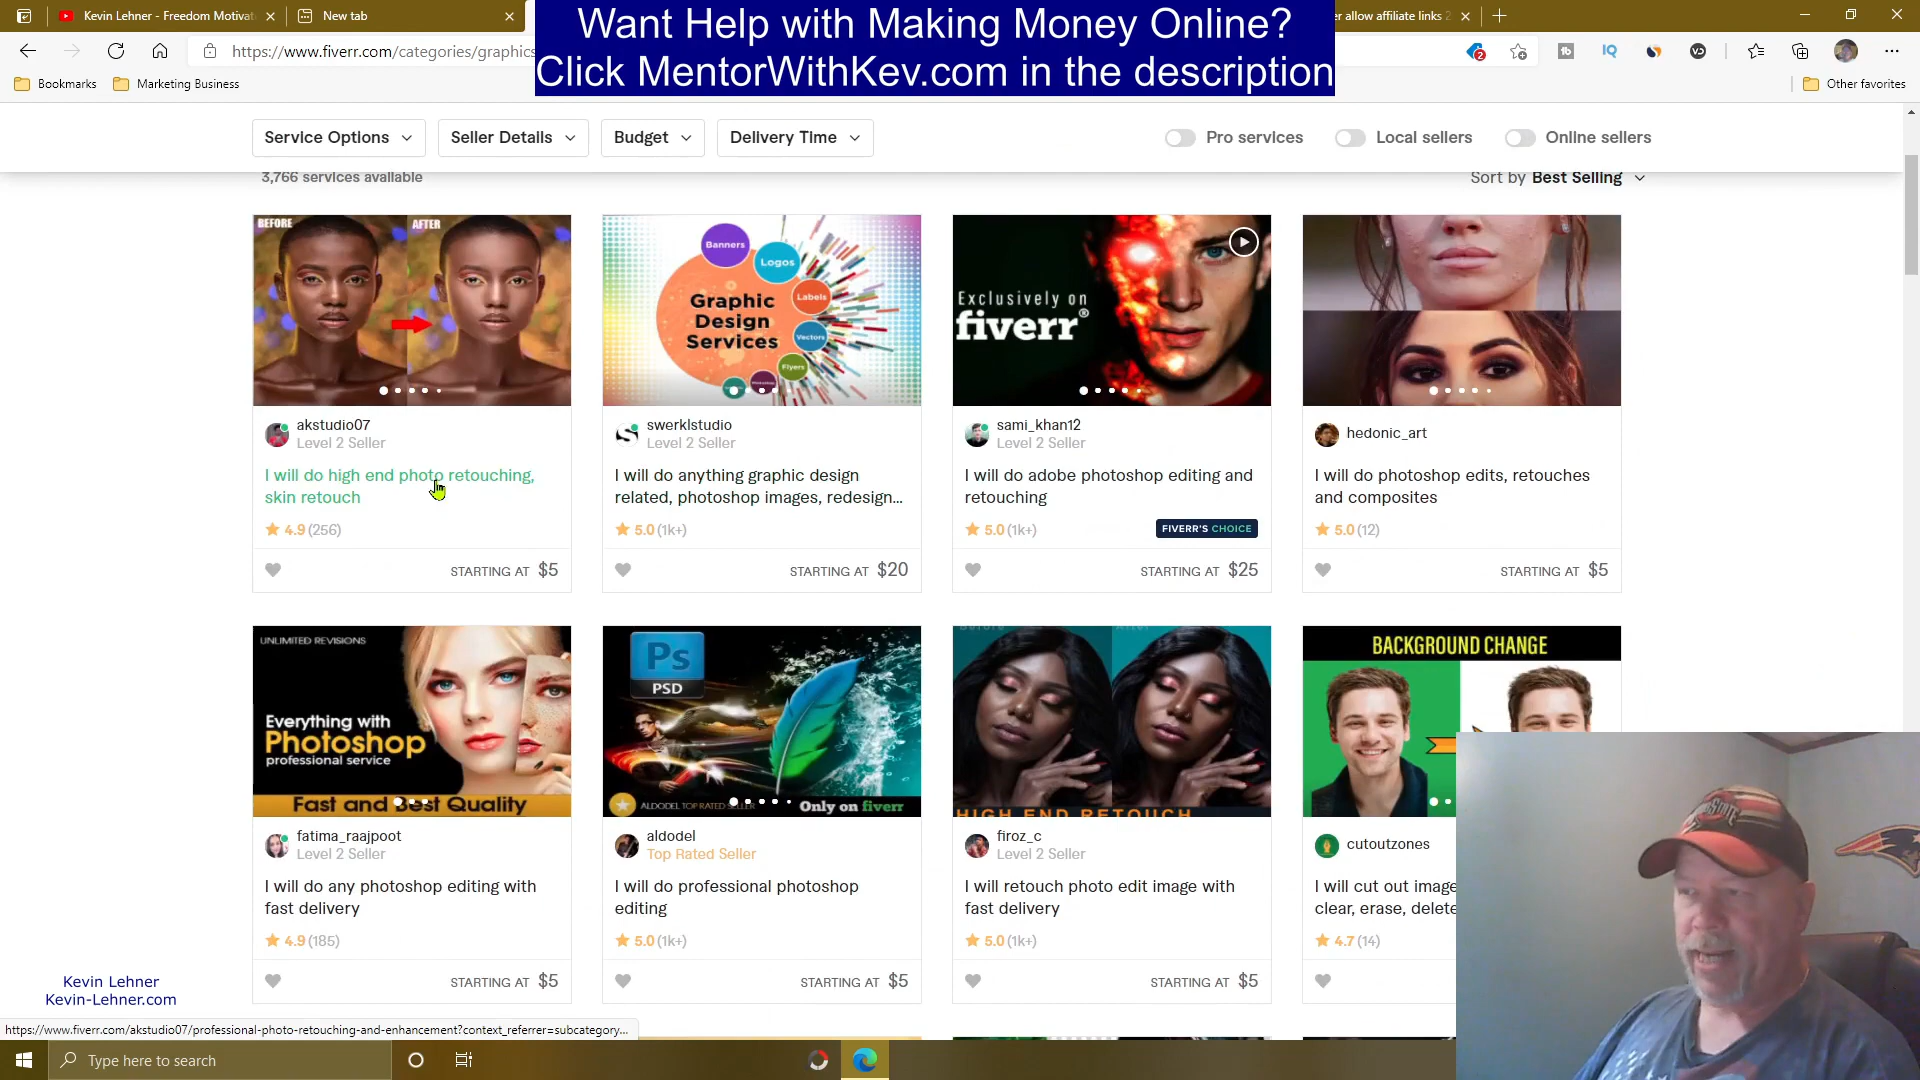 Kevin Lehner - Freedom Motivat
New tab
er allow affiliate links 2
Want Help with Making Money Online?
Click MentorWithKev.com in the description
https://www.fiverr.com/categories/graphics
Bookmarks
Marketing Business
Other favorites
Service Options
Seller Details
Budget
Delivery Time
Pro services
Local sellers
Online sellers
3,766 services available
Sort by Best Selling
BEFORE
AFTER
Banners
Logos
Labels
Vectors
Flyers
Graphic
Design
Services
Exclusively on
fiverr®
akstudio07
Level 2 Seller
I will do high end photo retouching,
skin retouch
4.9 (256)
STARTING AT $5
swerklstudio
Level 2 Seller
I will do anything graphic design
related, photoshop images, redesign...
5.0 (1k+)
STARTING AT $20
sami_khan12
Level 2 Seller
I will do adobe photoshop editing and
retouching
5.0 (1k+)
FIVERR'S CHOICE
STARTING AT $25
hedonic_art
I will do photoshop edits, retouches
and composites
5.0 (12)
STARTING AT $5
UNLIMITED REVISIONS
Everything with
Photoshop
professional service
Fast and Best Quality
Ps
PSD
ALDODEL TOP RATED SELLER
Only on fiverr
HIGH END RETOUCH
BACKGROUND CHANGE
fatima_raajpoot
Level 2 Seller
I will do any photoshop editing with
fast delivery
4.9 (185)
STARTING AT $5
aldodel
Top Rated Seller
I will do professional photoshop
editing
5.0 (1k+)
STARTING AT $5
firoz_c
Level 2 Seller
I will retouch photo edit image with
fast delivery
5.0 (1k+)
STARTING AT $5
cutoutzones
I will cut out image
clear, erase, delete
4.7 (14)
Kevin Lehner
Kevin-Lehner.com
https://www.fiverr.com/akstudio07/professional-photo-retouching-and-enhancement?context_referrer=subcategory...
Type here to search